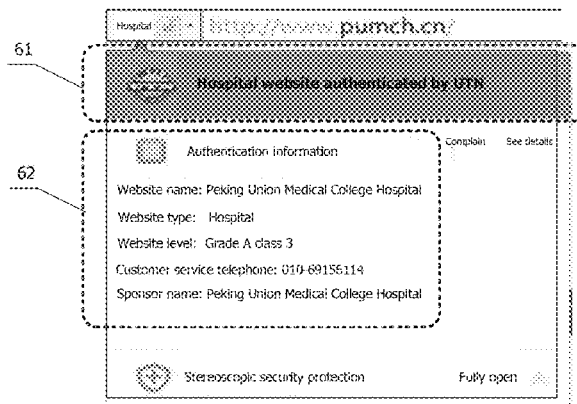 Hospital http://www.pumch.cn/
61
Hospital website authenticated by UTN
Authentication information
Complain See details
62
Website name: Peking Union Medical College Hospital
Website type: Hospital
Website level: Grade A class 3
Customer service telephone: 010-69156114
Sponsor name: Peking Union Medical College Hospital
Stereoscopic security protection Fully open